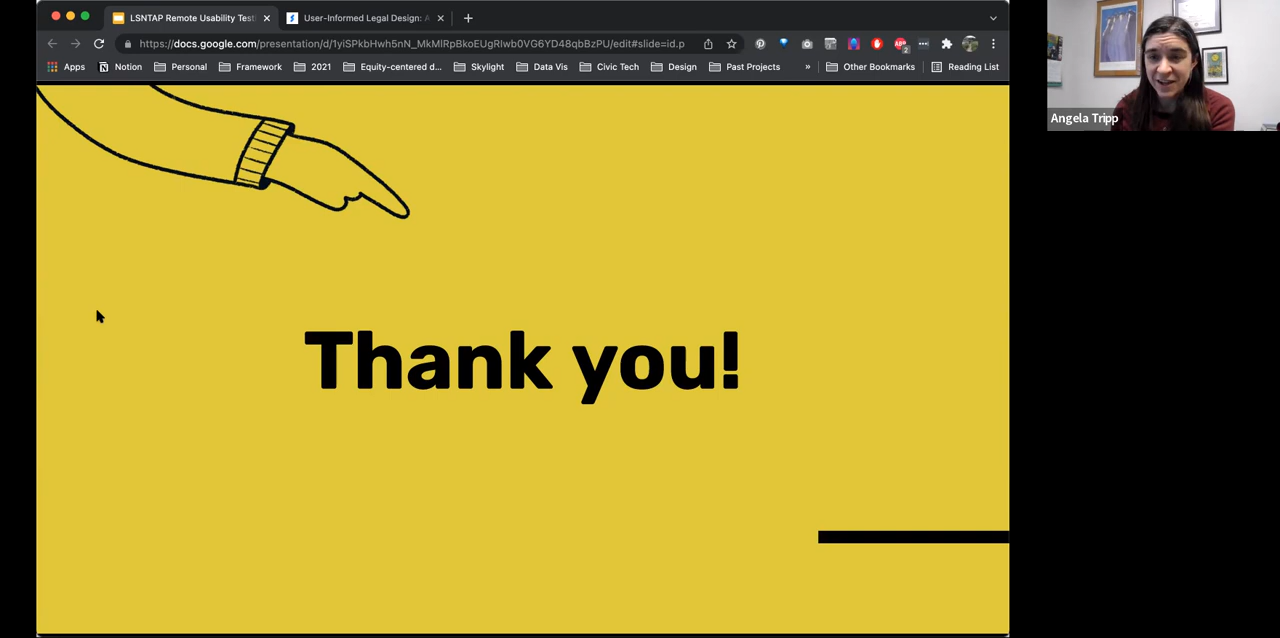 LSNTAP Remote Usability Test
User-Informed Legal Design: A
https://docs.google.com/presentation/d/1yiSPkbHwh5nN_MkMlRpBkoEUgRIwb0VG6YD48qbBzPU/edit#slide=id.p
Apps
Notion
Personal
Framework
2021
Equity-centered d...
Skylight
Data Vis
Civic Tech
Design
Past Projects
»
Other Bookmarks
Reading List
Angela Tripp
Thank you!